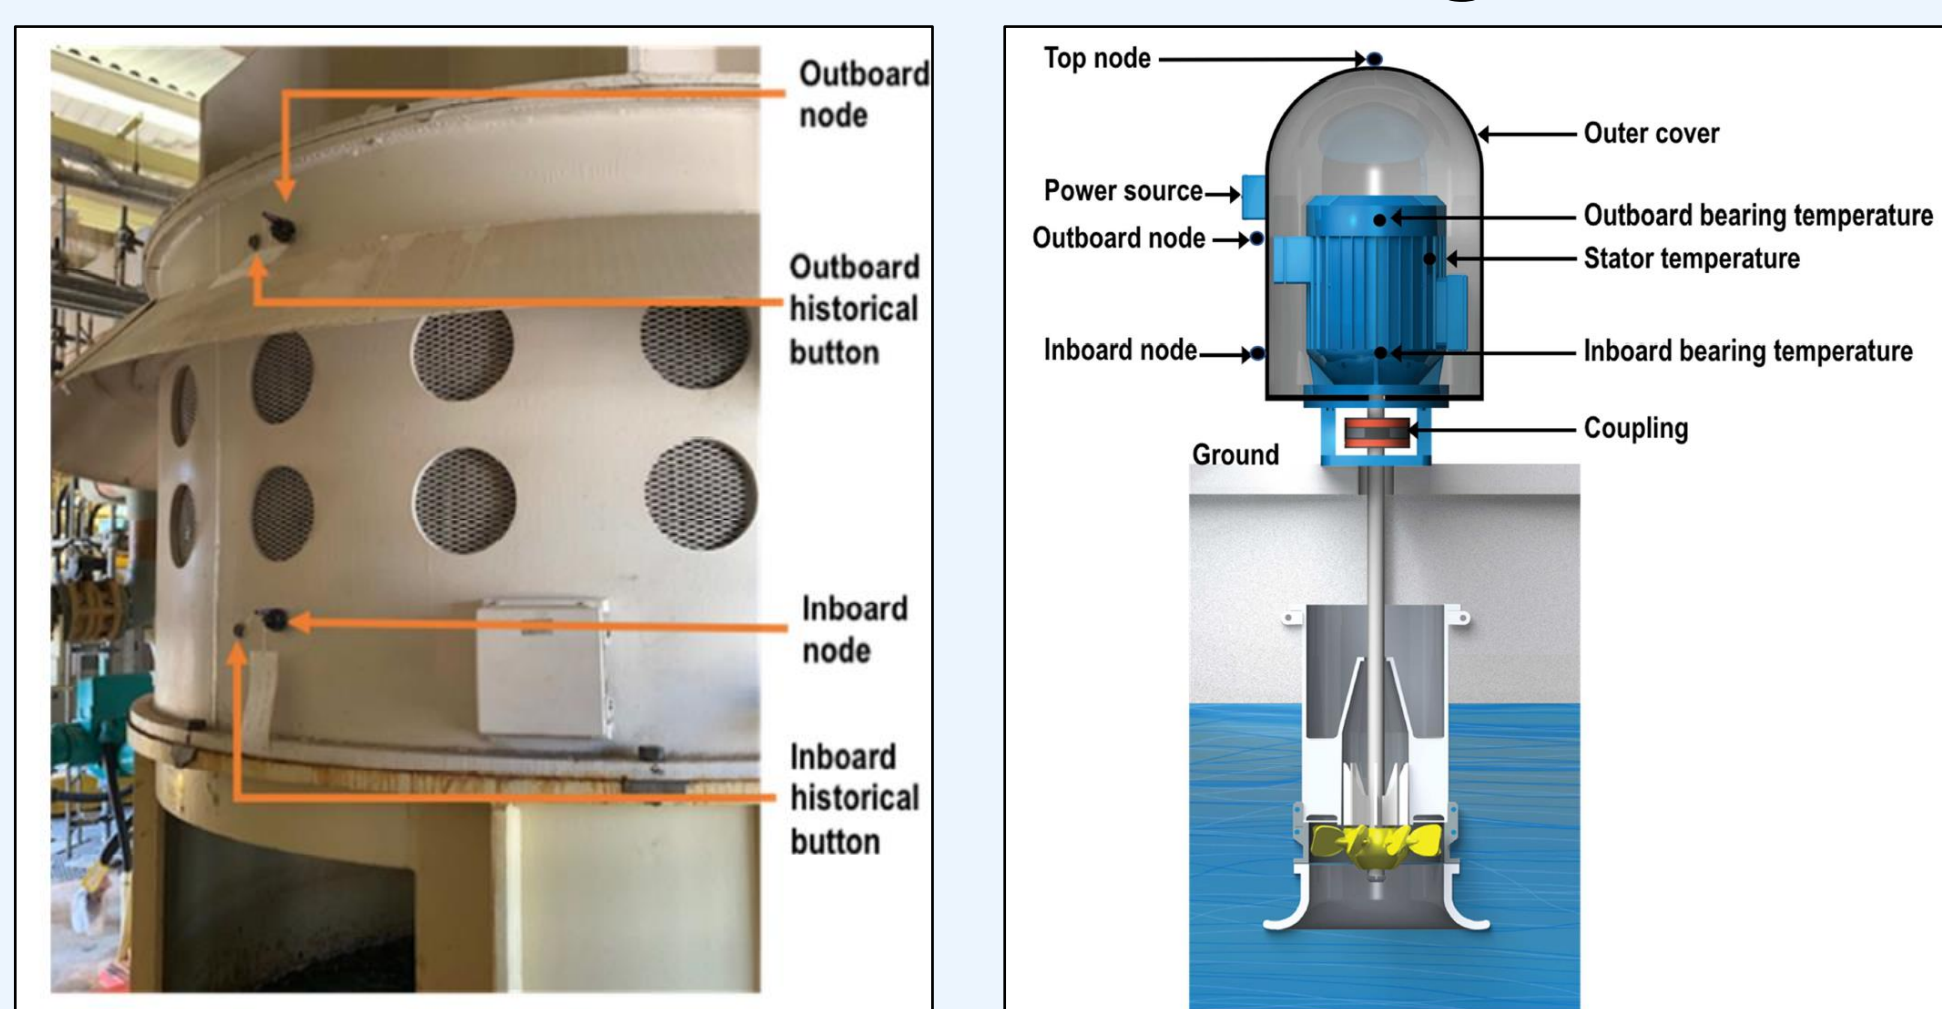 Outboard
node
Outboard
historical
button
Inboard
node
Inboard
historical
button
Top node
Outer cover
Power source
Outboard bearing temperature
Outboard node
Stator temperature
Inboard node
Inboard bearing temperature
Coupling
Ground